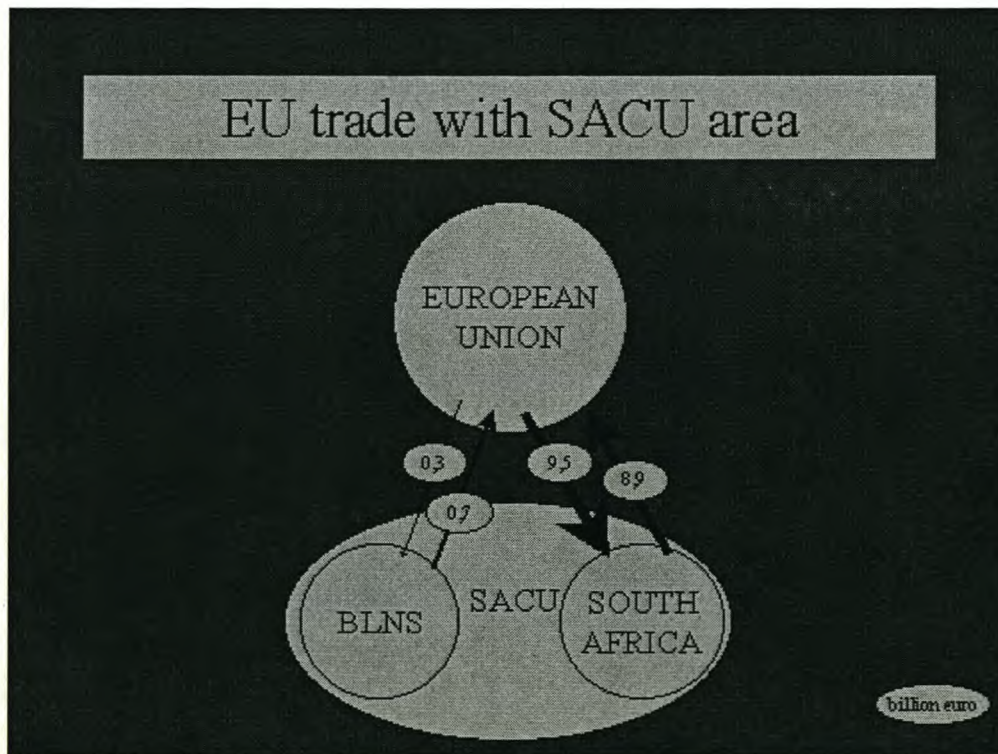 EU trade with SACU area
EUROPEAN
UNION
0,3
9,5
8,9
0,7
SACU
BLNS
SOUTH
AFRICA
billion euro